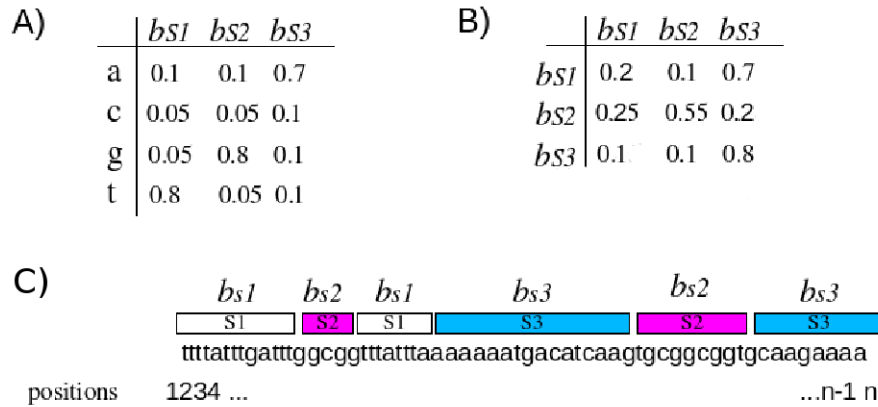 A)
bS1 bS2 bS3
a 0.1 0.1 0.7
c 0.05 0.05 0.1
g 0.05 0.8 0.1
t 0.8 0.05 0.1
B)
bS1 bS2 bS3
bS1 0.2 0.1 0.7
bS2 0.25 0.55 0.2
bS3 0.1 0.1 0.8
C)
bs1 bs2 bs1 bs3 bs2 bs3
S1 S2 S1 S3 S2 S3
ttttatttgatttggcggtttatttaaaaaaatgacatcaagtgcggcggtgcaagaaaa
positions 1234 ... ...n-1 n